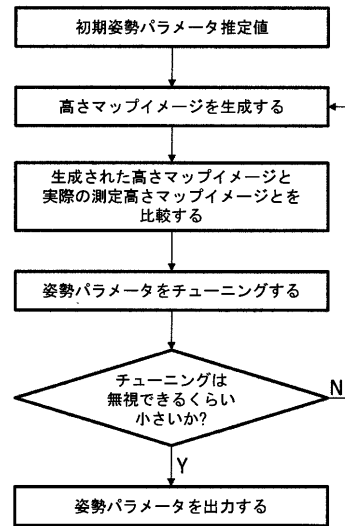 初期姿勢パラメータ推定値
高さマップイメージを生成する
生成された高さマップイメージと
実際の測定高さマップイメージとを
比較する
姿勢パラメータをチューニングする
チューニングは
無視できるくらい
小さいか?
N
Y
姿勢パラメータを出力する